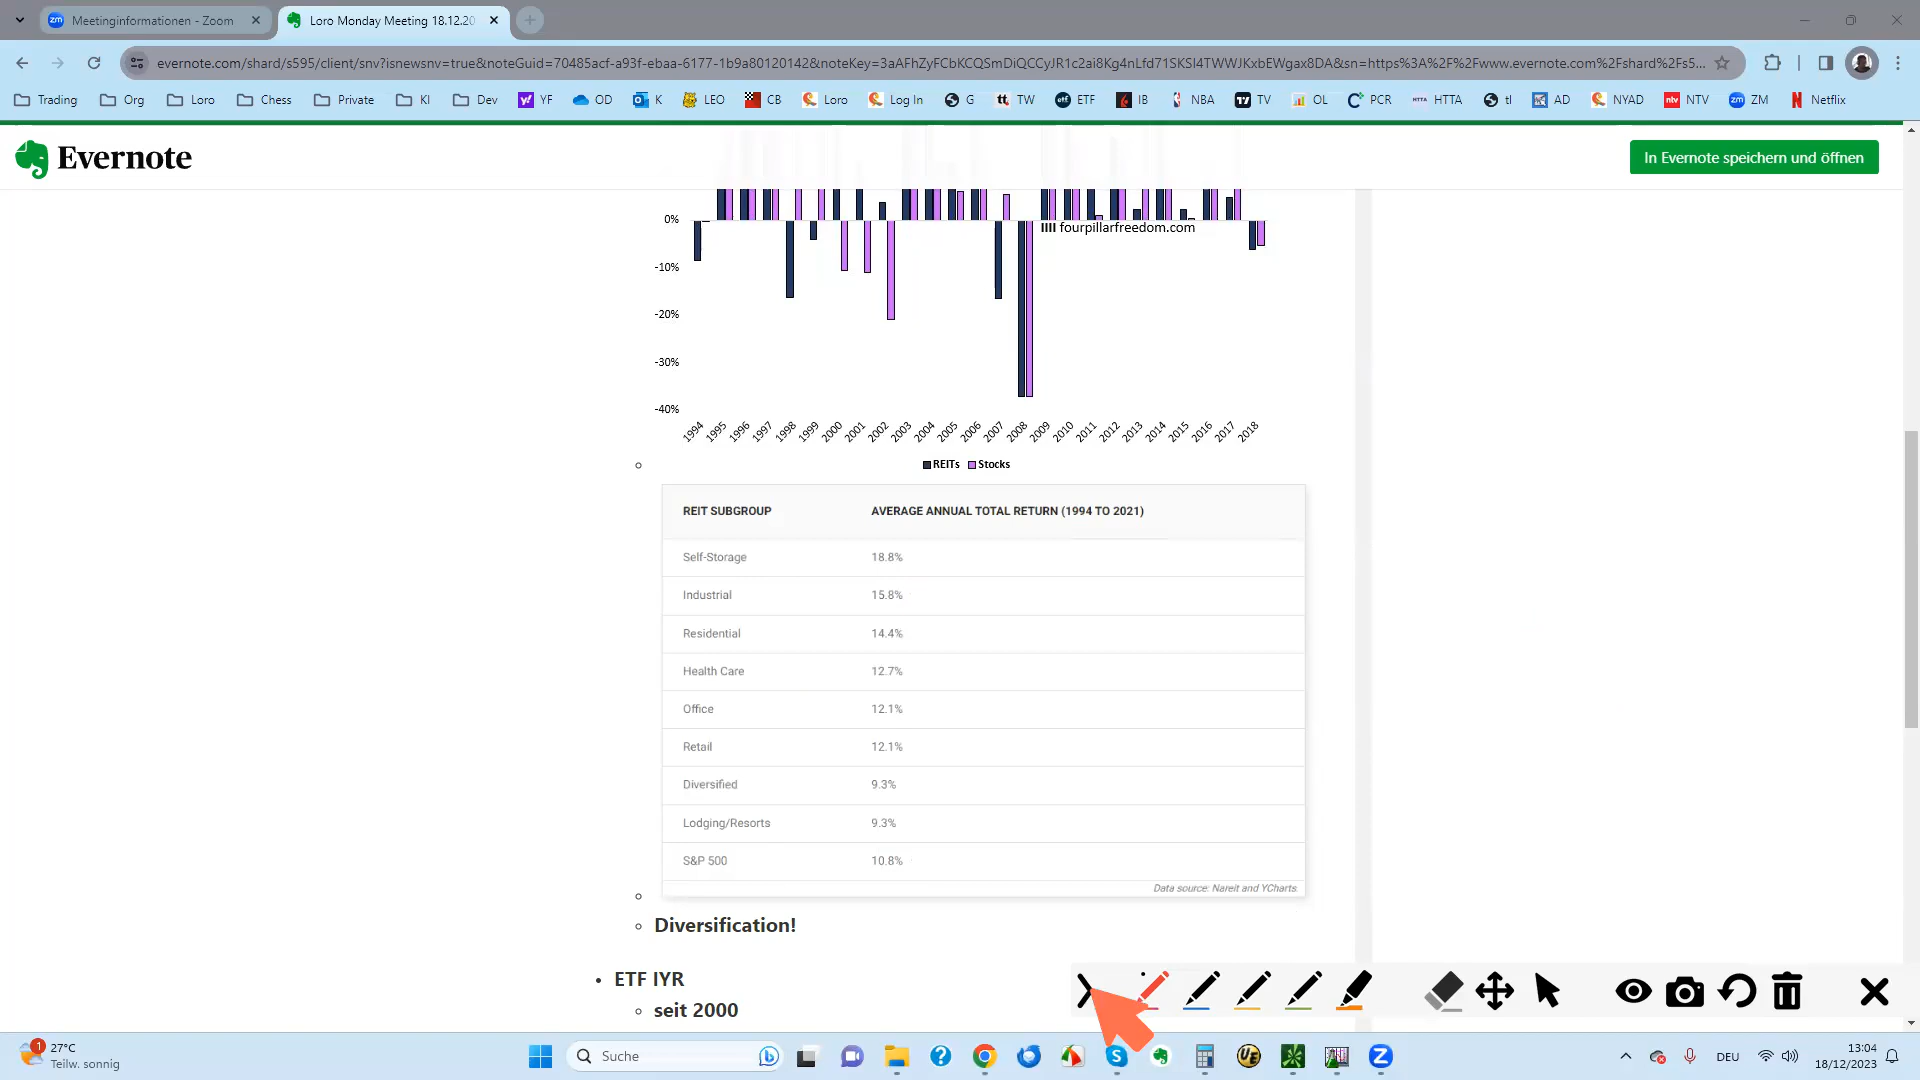 Meetinginformationen - Zoom
Loro Monday Meeting 18.12.20
evernote.com/shard/s595/client/snv?isnewsnv=true&noteGuid=70485acf-a93f-ebaa-6177-1b9a80120142&noteKey=3aAFhZyFCbKCQSmDiQCCyJR1c2ai8Kg4nLfd71SKSl4TWWJKxbEWgax8DA&sn=https%3A%2F%2Fwww.evernote.com%2Fshard%2Fs5...
Trading Org Loro Chess Private KI Dev YF OD K LEO CB Loro Log In G TW ETF IB NBA TV OL PCR HTTA tl AD NYAD NTV ZM Netflix
Evernote
In Evernote speichern und öffnen
0%
fourpillarfreedom.com
-10%
-20%
-30%
-40%
1994 1995 1996 1997 1998 1999 2000 2001 2002 2003 2004 2005 2006 2007 2008 2009 2010 2011 2012 2013 2014 2015 2016 2017 2018
REITs Stocks
REIT SUBGROUP AVERAGE ANNUAL TOTAL RETURN (1994 TO 2021)
Self-Storage 18.8%
Industrial 15.8%
Residential 14.4%
Health Care 12.7%
Office 12.1%
Retail 12.1%
Diversified 9.3%
Lodging/Resorts 9.3%
S&P 500 10.8%
Data source: Nareit and YCharts.
Diversification!
ETF IYR
seit 2000
1
27°C
Teilw. sonnig
Suche
DEU
13:04
18/12/2023